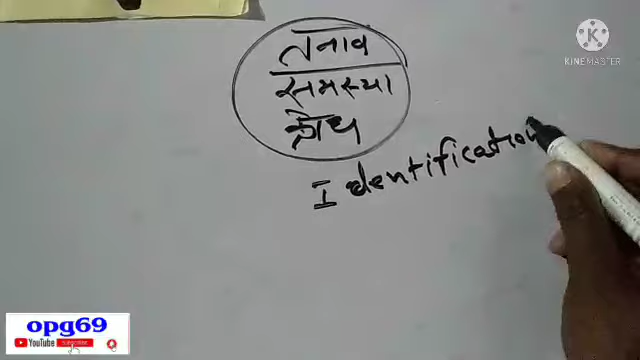 तनाव
समस्या
क्रोध
Identification
KINEMASTER
opg69
YouTube